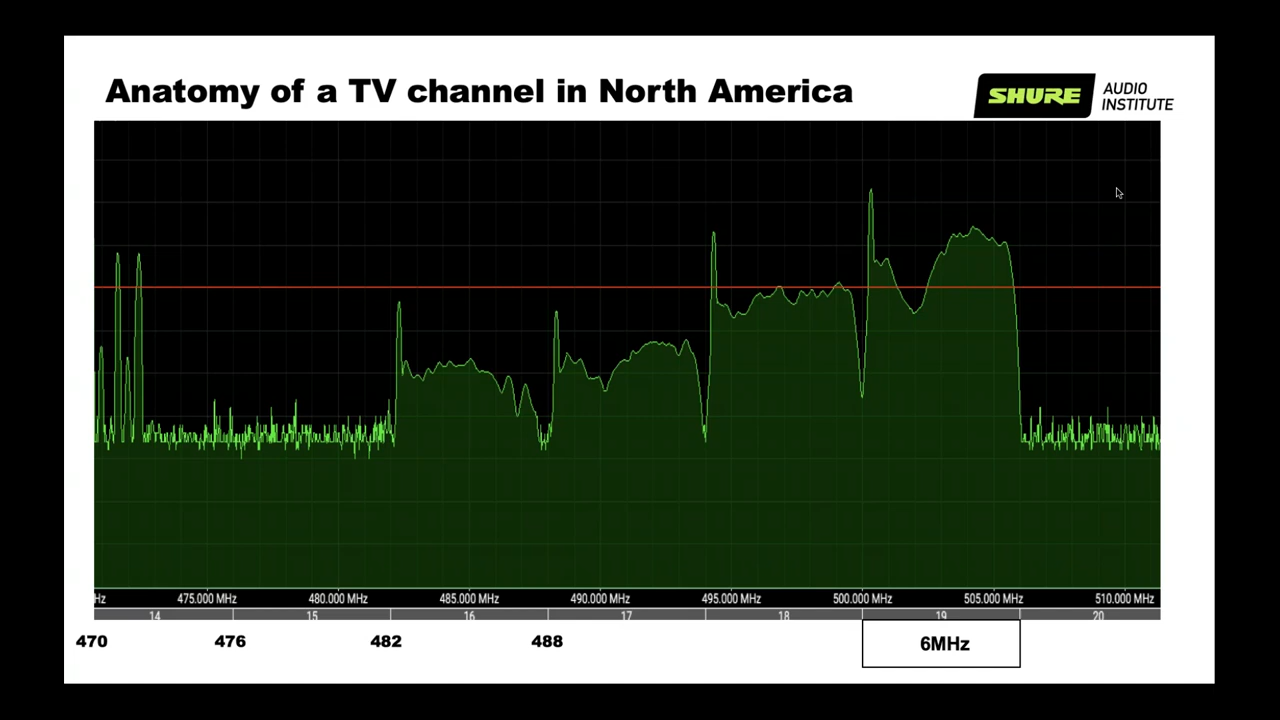 Anatomy of a TV channel in North America
SHURE AUDIO
INSTITUTE
Hz 475.000 MHz 480.000 MHz 485.000 MHz 490.000 MHz 495.000 MHz 500.000 MHz 505.000 MHz 510.000 MHz
14 15 16 17 18 19 20
470 476 482 488 6MHz